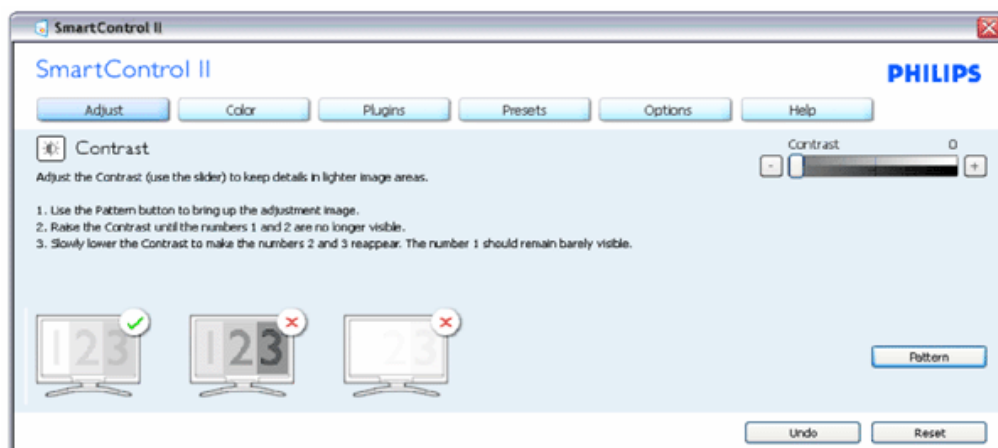 SmartControl II
SmartControl II
PHILIPS
Adjust Color Plugins Presets Options Help
Contrast
Contrast 0
Adjust the Contrast (use the slider) to keep details in lighter image areas.
- +
1. Use the Pattern button to bring up the adjustment image.
2. Raise the Contrast until the numbers 1 and 2 are no longer visible.
3. Slowly lower the Contrast to make the numbers 2 and 3 reappear. The number 1 should remain barely visible.
123 123 23
Pattern
Undo Reset